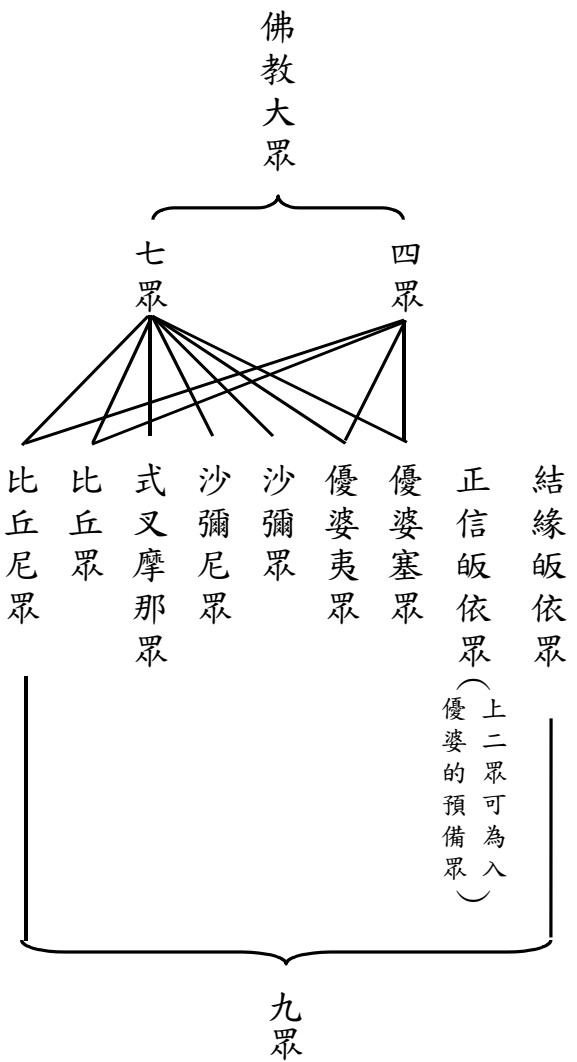 佛教大眾
四眾
七眾
結緣皈依眾
正信皈依眾
（上二眾可為入
優婆的預備眾）
優婆塞眾
優婆夷眾
沙彌眾
沙彌尼眾
式叉摩那眾
比丘眾
比丘尼眾
九眾